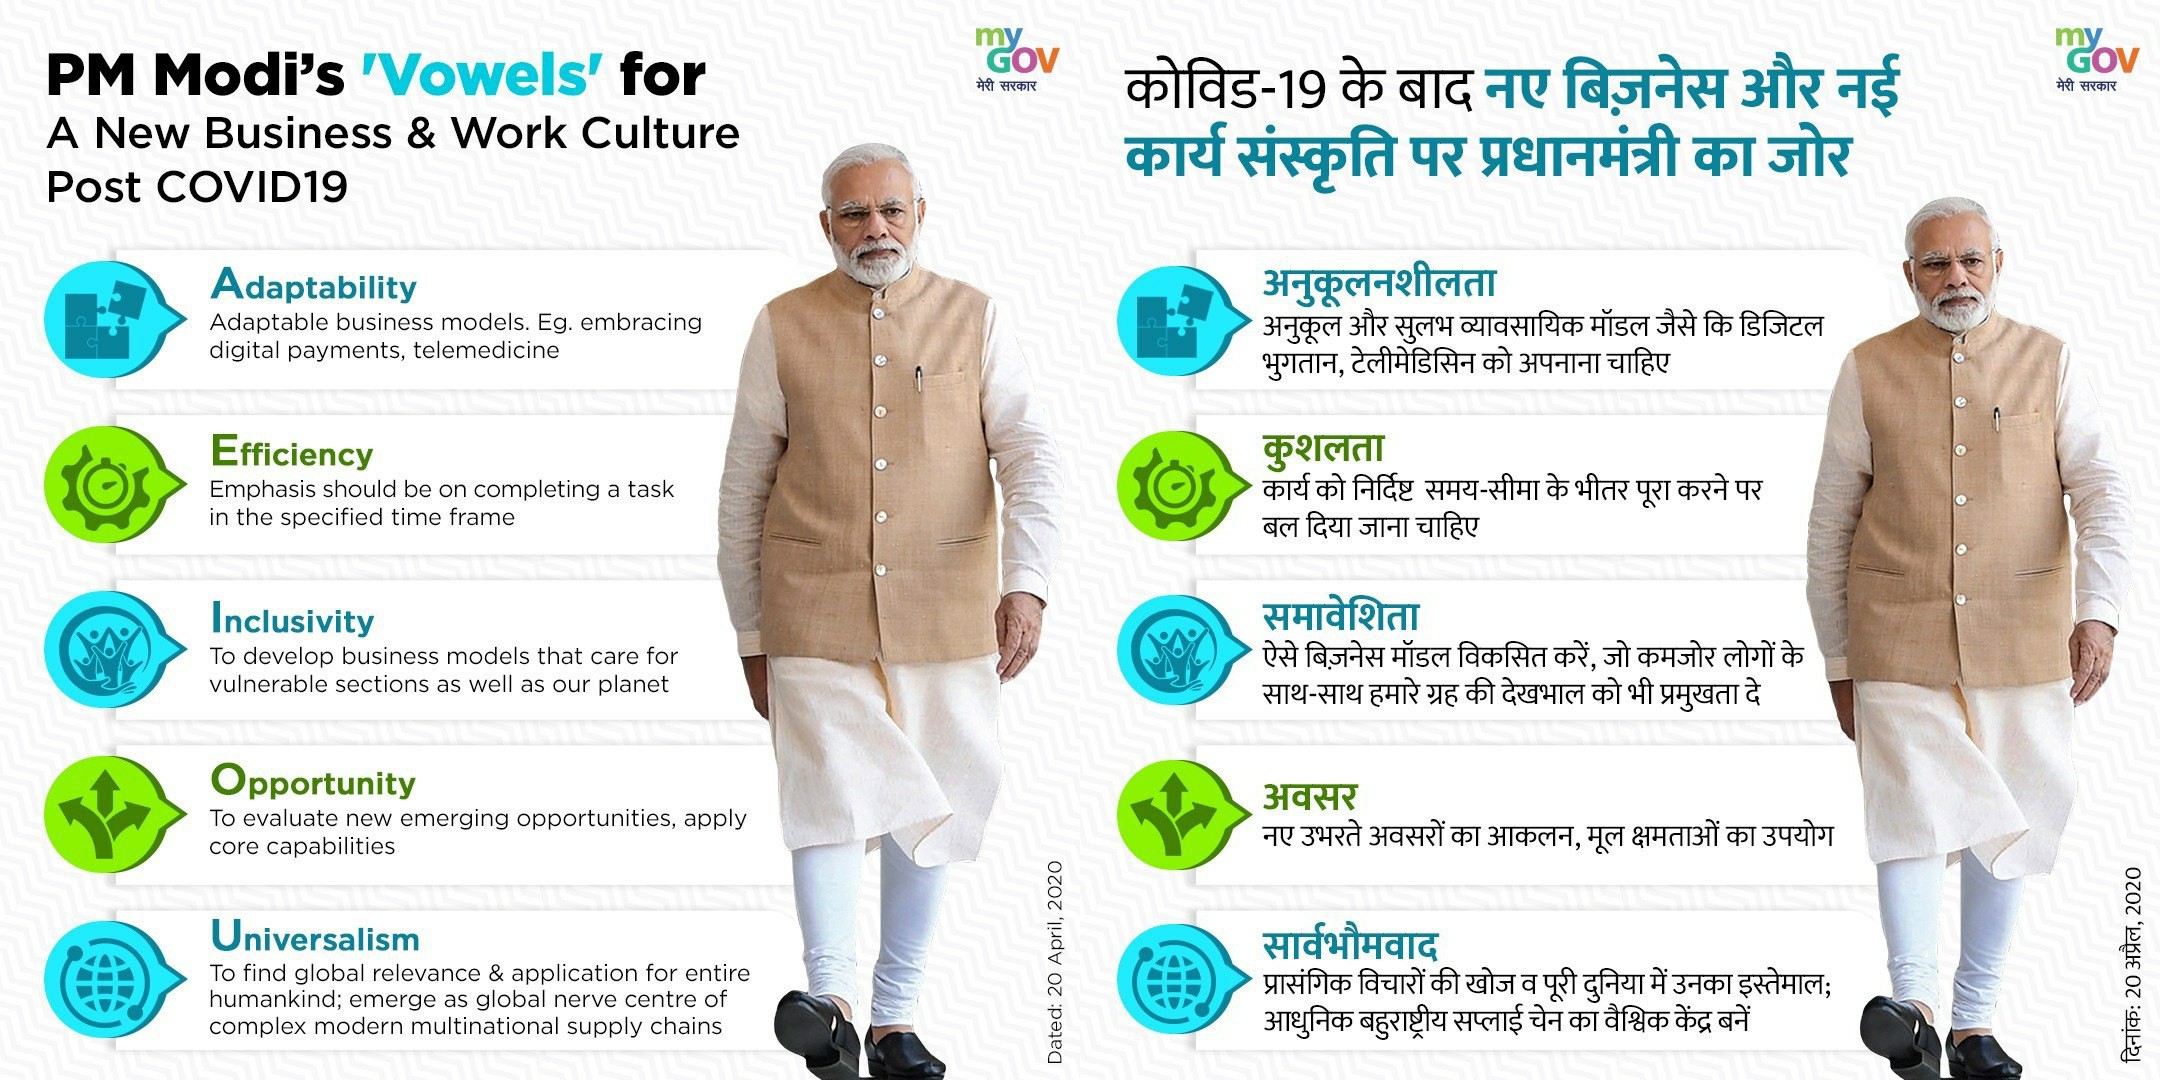 PM Modi's 'Vowels' for
A New Business & Work Culture
Post COVID19
my
GOV
मेरी सरकार
Adaptability
Adaptable business models. Eg. embracing
digital payments, telemedicine
Efficiency
Emphasis should be on completing a task
in the specified time frame
Inclusivity
To develop business models that care for
vulnerable sections as well as our planet
Opportunity
To evaluate new emerging opportunities, apply
core capabilities
Universalism
To find global relevance & application for entire
humankind; emerge as global nerve centre of
complex modern multinational supply chains
Dated: 20 April, 2020
कोविड-19 के बाद नए बिज़नेस और नई
कार्य संस्कृति पर प्रधानमंत्री का जोर
my
GOV
मेरी सरकार
अनुकूलनशीलता
अनुकूल और सुलभ व्यावसायिक मॉडल जैसे कि डिजिटल
भुगतान, टेलीमेडिसिन को अपनाना चाहिए
कुशलता
कार्य को निर्दिष्ट समय-सीमा के भीतर पूरा करने पर
बल दिया जाना चाहिए
समावेशिता
ऐसे बिज़नेस मॉडल विकसित करें, जो कमजोर लोगों के
साथ-साथ हमारे ग्रह की देखभाल को भी प्रमुखता दे
अवसर
नए उभरते अवसरों का आकलन, मूल क्षमताओं का उपयोग
सार्वभौमवाद
प्रासंगिक विचारों की खोज व पूरी दुनिया में उनका इस्तेमाल;
आधुनिक बहुराष्ट्रीय सप्लाई चेन का वैश्विक केंद्र बनें
दिनांक: 20 अप्रैल, 2020